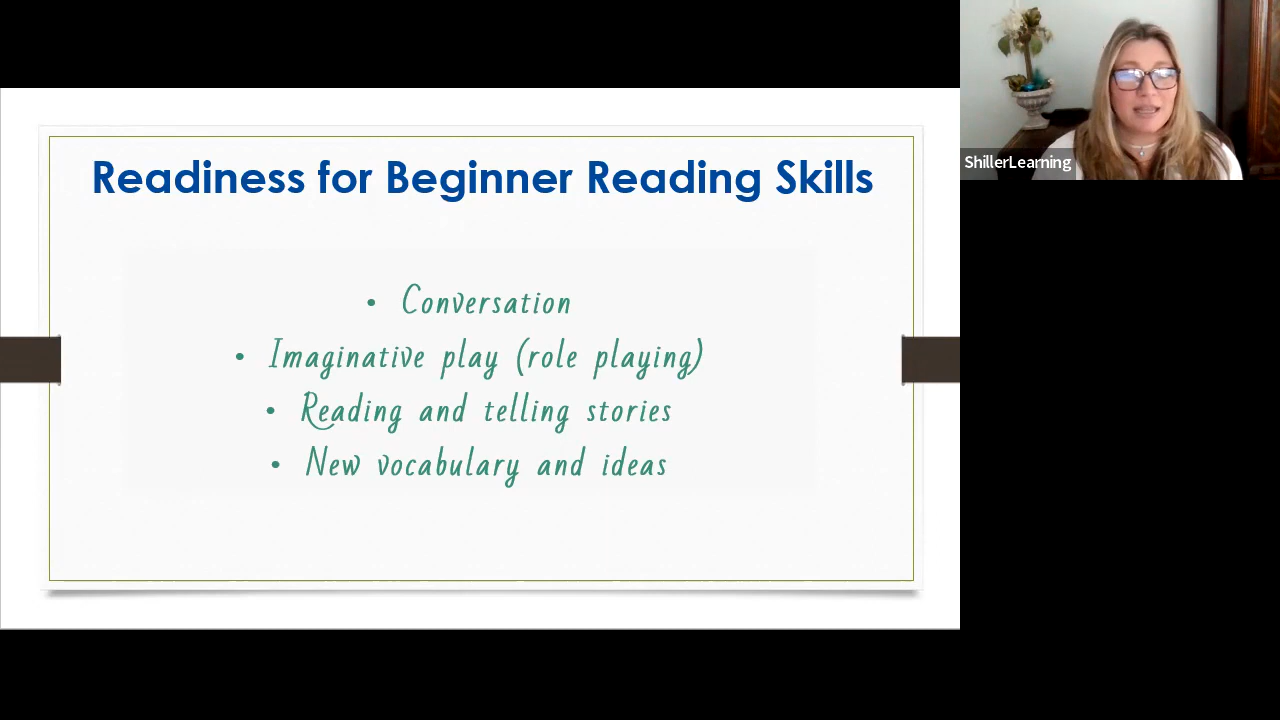 Readiness for Beginner Reading Skills
• Conversation
• Imaginative play (role playing)
• Reading and telling stories
• New vocabulary and ideas
ShillerLearning